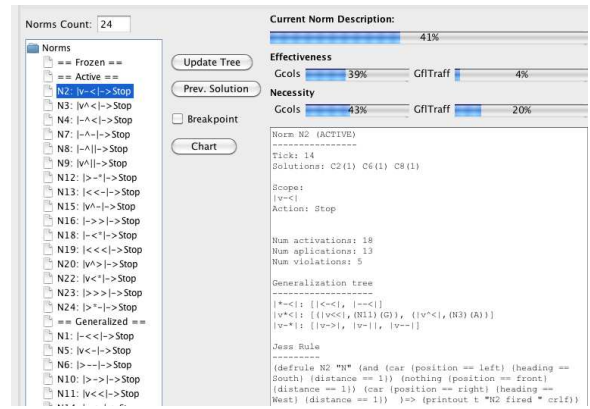 Norms Count: 24
Norms
== Frozen ==
== Active ==
N2: |v-<|->Stop
N3: |v^<|->Stop
N4: |-^<|->Stop
N7: |-^-|->Stop
N8: |-^||->Stop
N9: |v^||->Stop
N12: |>-*|->Stop
N13: |<<-|->Stop
N15: |v^-|->Stop
N16: |->>|->Stop
N18: |-<*|->Stop
N19: |<<<|->Stop
N20: |v^>|->Stop
N22: |v<*|->Stop
N23: |>>>|->Stop
N24: |>*-|->Stop
== Generalized ==
N1: |-<<|->Stop
N5: |v<-|->Stop
N6: |>--|->Stop
N10: |>->|->Stop
N11: |v<<|->Stop
Update Tree
Prev. Solution
Breakpoint
Chart
Current Norm Description:
41%
Effectiveness
Gcols 39% GflTraff 4%
Necessity
Gcols 43% GflTraff 20%
Norm N2 (ACTIVE)
----------------
Tick: 14
Solutions: C2(1) C6(1) C8(1)
Scope:
|v-<|
Action: Stop
Num activations: 18
Num aplications: 13
Num violations: 5
Generalization tree
-------------------
|*-<|: [|<-<|, |--<|]
|v*<|: [(|v<<|,(N11)(G)), (|v^<|,(N3)(A))]
|v-*|: [|v->|, |v-||, |v--|]
Jess Rule
---------
(defrule N2 "N" (and (car {position == left} {heading ==
South} {distance == 1}) (nothing {position == front}
{distance == 1}) (car {position == right} {heading ==
West} {distance == 1}) )=> (printout t "N2 fired " crlf))